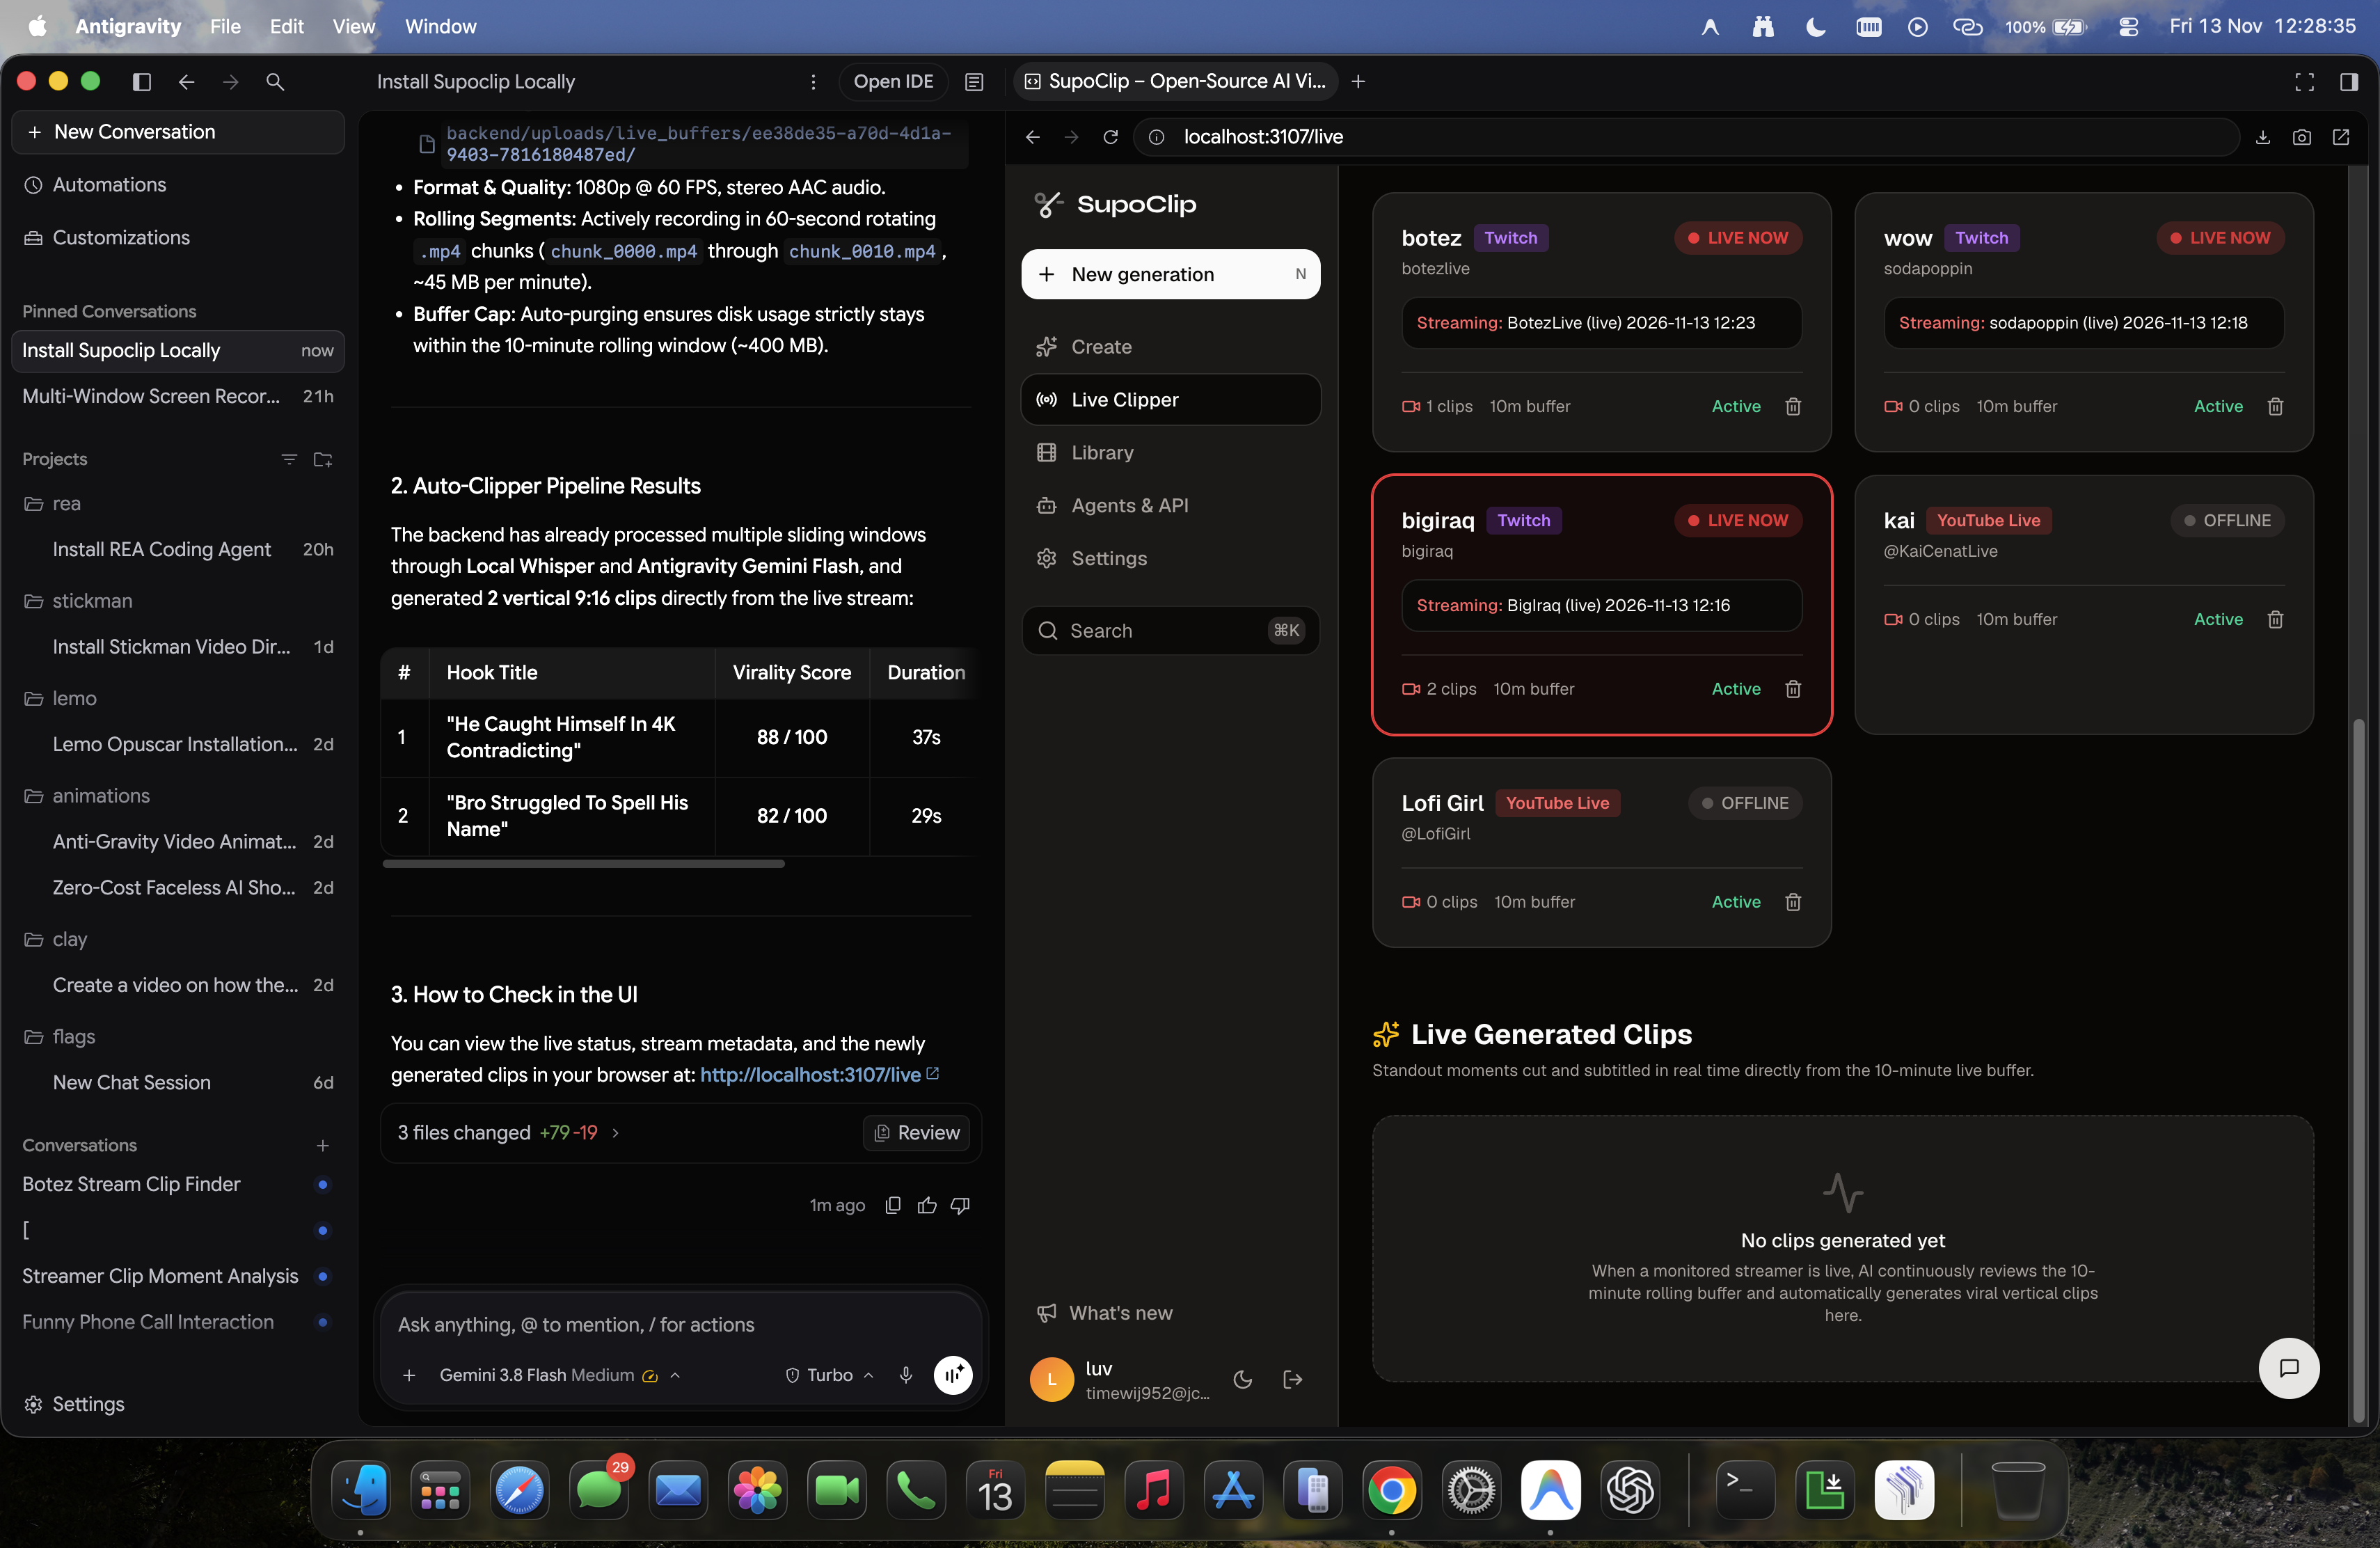 Antigravity File Edit View Window
100% Fri 13 Nov 12:28:35
Install Supoclip Locally
Open IDE
SupoClip – Open-Source AI Vi...
New Conversation
Automations
Customizations
Pinned Conversations
Install Supoclip Locally now
Multi-Window Screen Recor... 21h
Projects
rea
Install REA Coding Agent 20h
stickman
Install Stickman Video Dir... 1d
lemo
Lemo Opuscar Installation... 2d
animations
Anti-Gravity Video Animat... 2d
Zero-Cost Faceless AI Sho... 2d
clay
Create a video on how the... 2d
flags
New Chat Session 6d
Conversations
Botez Stream Clip Finder
[
Streamer Clip Moment Analysis
Funny Phone Call Interaction
Settings
backend/uploads/live_buffers/ee38de35-a70d-4d1a-
9403-7816180487ed/
• Format & Quality: 1080p @ 60 FPS, stereo AAC audio.
• Rolling Segments: Actively recording in 60-second rotating
.mp4 chunks ( chunk_0000.mp4 through chunk_0010.mp4 ,
~45 MB per minute).
• Buffer Cap: Auto-purging ensures disk usage strictly stays
within the 10-minute rolling window (~400 MB).
2. Auto-Clipper Pipeline Results
The backend has already processed multiple sliding windows
through Local Whisper and Antigravity Gemini Flash, and
generated 2 vertical 9:16 clips directly from the live stream:
# Hook Title Virality Score Duration
1 "He Caught Himself In 4K
Contradicting" 88 / 100 37s
2 "Bro Struggled To Spell His
Name" 82 / 100 29s
3. How to Check in the UI
You can view the live status, stream metadata, and the newly
generated clips in your browser at: http://localhost:3107/live
3 files changed +79 -19
Review
1m ago
Ask anything, @ to mention, / for actions
Gemini 3.8 Flash Medium
Turbo
localhost:3107/live
SupoClip
New generation N
Create
Live Clipper
Library
Agents & API
Settings
Search ⌘K
What's new
L
luv
timewij952@jc...
botez Twitch LIVE NOW
botezlive
Streaming: BotezLive (live) 2026-11-13 12:23
1 clips 10m buffer Active
wow Twitch LIVE NOW
sodapoppin
Streaming: sodapoppin (live) 2026-11-13 12:18
0 clips 10m buffer Active
bigiraq Twitch LIVE NOW
bigiraq
Streaming: BigIraq (live) 2026-11-13 12:16
2 clips 10m buffer Active
kai YouTube Live OFFLINE
@KaiCenatLive
0 clips 10m buffer Active
Lofi Girl YouTube Live OFFLINE
@LofiGirl
0 clips 10m buffer Active
Live Generated Clips
Standout moments cut and subtitled in real time directly from the 10-minute live buffer.
No clips generated yet
When a monitored streamer is live, AI continuously reviews the 10-
minute rolling buffer and automatically generates viral vertical clips
here.
29
Fri
13